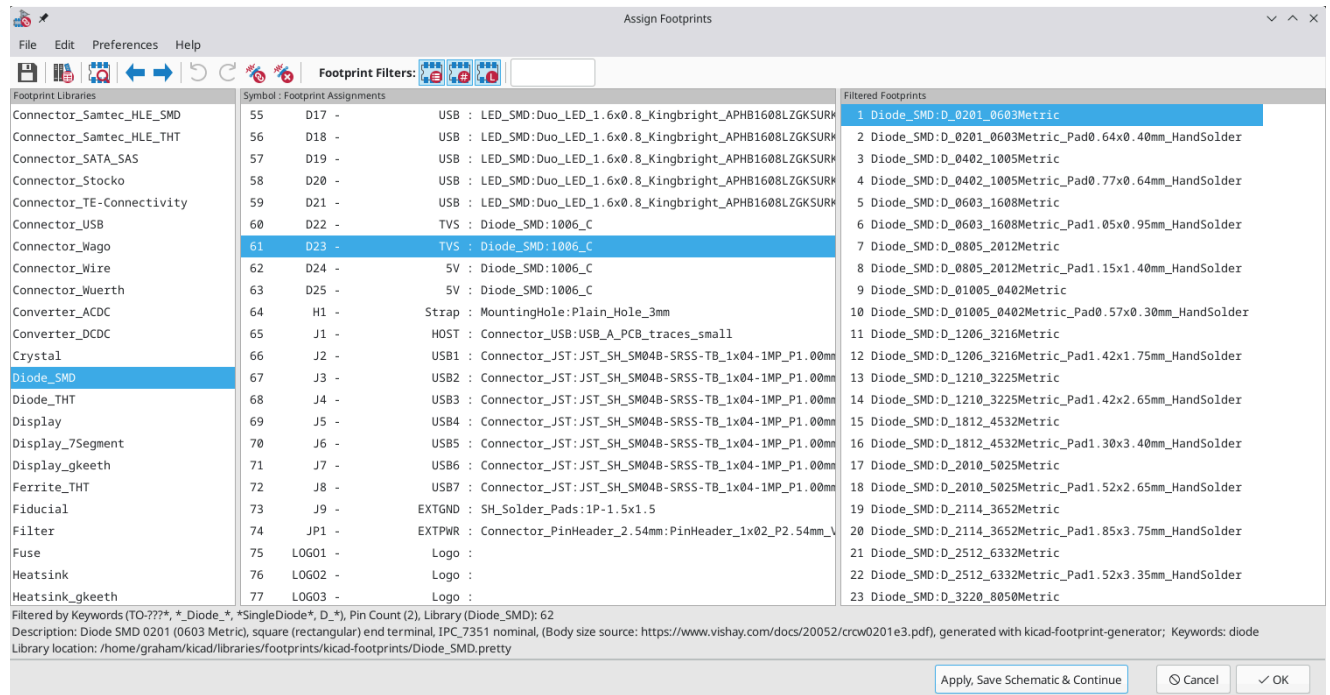 Assign Footprints
File Edit Preferences Help
Footprint Filters:
Footprint Libraries
Connector_Samtec_HLE_SMD
Connector_Samtec_HLE_THT
Connector_SATA_SAS
Connector_Stocko
Connector_TE-Connectivity
Connector_USB
Connector_Wago
Connector_Wire
Connector_Wuerth
Converter_ACDC
Converter_DCDC
Crystal
Diode_SMD
Diode_THT
Display
Display_7Segment
Display_gkeeth
Ferrite_THT
Fiducial
Filter
Fuse
Heatsink
Heatsink_gkeeth
Symbol : Footprint Assignments
55 D17 - USB : LED_SMD:Duo_LED_1.6x0.8_Kingbright_APHB1608LZGKSURK
56 D18 - USB : LED_SMD:Duo_LED_1.6x0.8_Kingbright_APHB1608LZGKSURK
57 D19 - USB : LED_SMD:Duo_LED_1.6x0.8_Kingbright_APHB1608LZGKSURK
58 D20 - USB : LED_SMD:Duo_LED_1.6x0.8_Kingbright_APHB1608LZGKSURK
59 D21 - USB : LED_SMD:Duo_LED_1.6x0.8_Kingbright_APHB1608LZGKSURK
60 D22 - TVS : Diode_SMD:1006_C
61 D23 - TVS : Diode_SMD:1006_C
62 D24 - 5V : Diode_SMD:1006_C
63 D25 - 5V : Diode_SMD:1006_C
64 H1 - Strap : MountingHole:Plain_Hole_3mm
65 J1 - HOST : Connector_USB:USB_A_PCB_traces_small
66 J2 - USB1 : Connector_JST:JST_SH_SM04B-SRSS-TB_1x04-1MP_P1.00mm
67 J3 - USB2 : Connector_JST:JST_SH_SM04B-SRSS-TB_1x04-1MP_P1.00mm
68 J4 - USB3 : Connector_JST:JST_SH_SM04B-SRSS-TB_1x04-1MP_P1.00mm
69 J5 - USB4 : Connector_JST:JST_SH_SM04B-SRSS-TB_1x04-1MP_P1.00mm
70 J6 - USB5 : Connector_JST:JST_SH_SM04B-SRSS-TB_1x04-1MP_P1.00mm
71 J7 - USB6 : Connector_JST:JST_SH_SM04B-SRSS-TB_1x04-1MP_P1.00mm
72 J8 - USB7 : Connector_JST:JST_SH_SM04B-SRSS-TB_1x04-1MP_P1.00mm
73 J9 - EXTGND : SH_Solder_Pads:1P-1.5x1.5
74 JP1 - EXTPWR : Connector_PinHeader_2.54mm:PinHeader_1x02_P2.54mm_V
75 LOGO1 - Logo :
76 LOGO2 - Logo :
77 LOGO3 - Logo :
Filtered Footprints
1 Diode_SMD:D_0201_0603Metric
2 Diode_SMD:D_0201_0603Metric_Pad0.64x0.40mm_HandSolder
3 Diode_SMD:D_0402_1005Metric
4 Diode_SMD:D_0402_1005Metric_Pad0.77x0.64mm_HandSolder
5 Diode_SMD:D_0603_1608Metric
6 Diode_SMD:D_0603_1608Metric_Pad1.05x0.95mm_HandSolder
7 Diode_SMD:D_0805_2012Metric
8 Diode_SMD:D_0805_2012Metric_Pad1.15x1.40mm_HandSolder
9 Diode_SMD:D_01005_0402Metric
10 Diode_SMD:D_01005_0402Metric_Pad0.57x0.30mm_HandSolder
11 Diode_SMD:D_1206_3216Metric
12 Diode_SMD:D_1206_3216Metric_Pad1.42x1.75mm_HandSolder
13 Diode_SMD:D_1210_3225Metric
14 Diode_SMD:D_1210_3225Metric_Pad1.42x2.65mm_HandSolder
15 Diode_SMD:D_1812_4532Metric
16 Diode_SMD:D_1812_4532Metric_Pad1.30x3.40mm_HandSolder
17 Diode_SMD:D_2010_5025Metric
18 Diode_SMD:D_2010_5025Metric_Pad1.52x2.65mm_HandSolder
19 Diode_SMD:D_2114_3652Metric
20 Diode_SMD:D_2114_3652Metric_Pad1.85x3.75mm_HandSolder
21 Diode_SMD:D_2512_6332Metric
22 Diode_SMD:D_2512_6332Metric_Pad1.52x3.35mm_HandSolder
23 Diode_SMD:D_3220_8050Metric
Filtered by Keywords (TO-???*, *_Diode_*, *SingleDiode*, D_*), Pin Count (2), Library (Diode_SMD): 62
Description: Diode SMD 0201 (0603 Metric), square (rectangular) end terminal, IPC_7351 nominal, (Body size source: https://www.vishay.com/docs/20052/crcw0201e3.pdf), generated with kicad-footprint-generator; Keywords: diode
Library location: /home/graham/kicad/libraries/footprints/kicad-footprints/Diode_SMD.pretty
Apply, Save Schematic & Continue Cancel OK